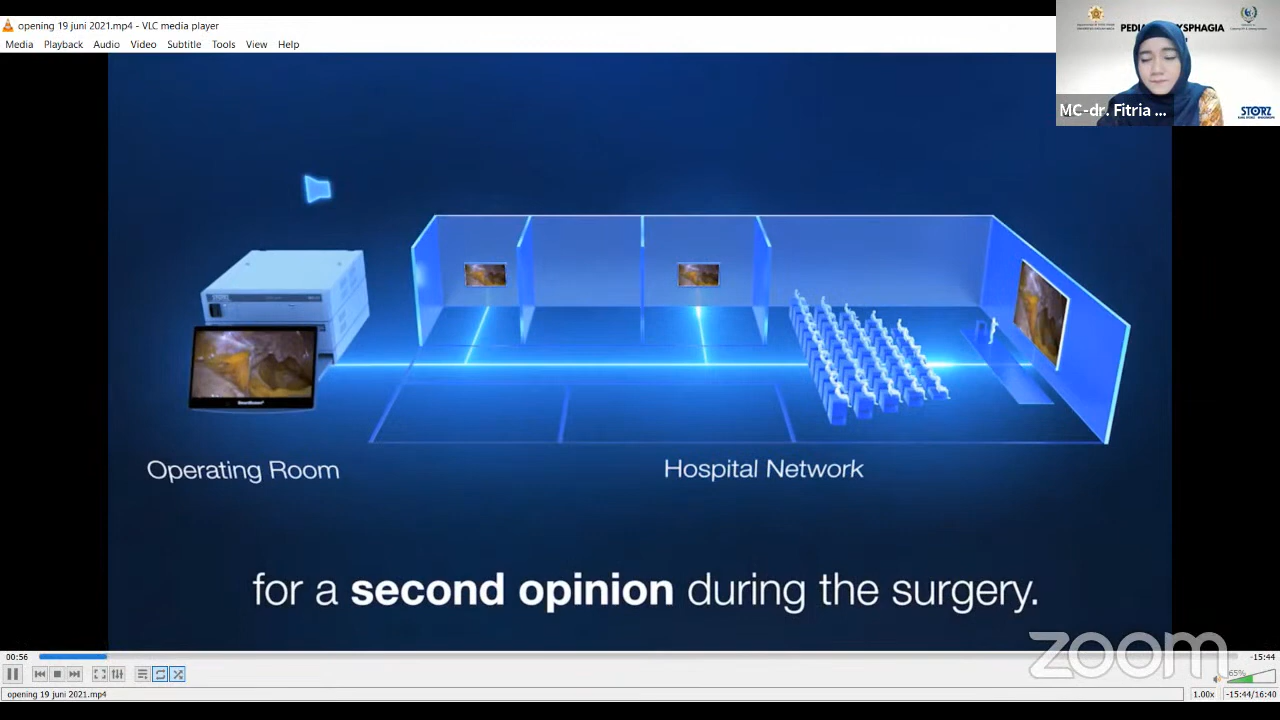 opening 19 juni 2021.mp4 - VLC media player
Media Playback Audio Video Subtitle Tools View Help
MC-dr. Fitria ...
STORZ
Operating Room
Hospital Network
for a second opinion during the surgery.
zoom
00:56
-15:44
65%
opening 19 juni 2021.mp4
1.00x
-15:44/16:40